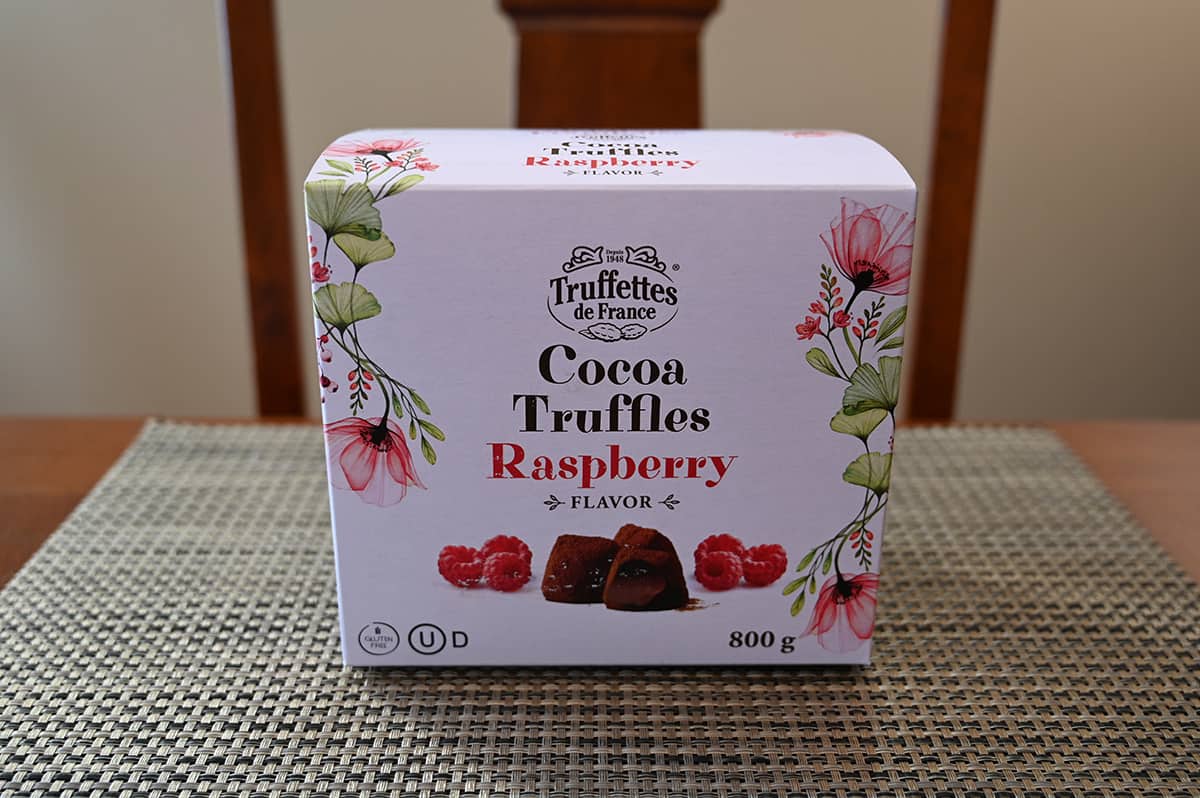 Cocoa
Truffles
Raspberry
FLAVOR
Depuis
1948
Truffettes
de France
®
Cocoa
Truffles
Raspberry
FLAVOR
GLUTEN
FREE
U D
800 g